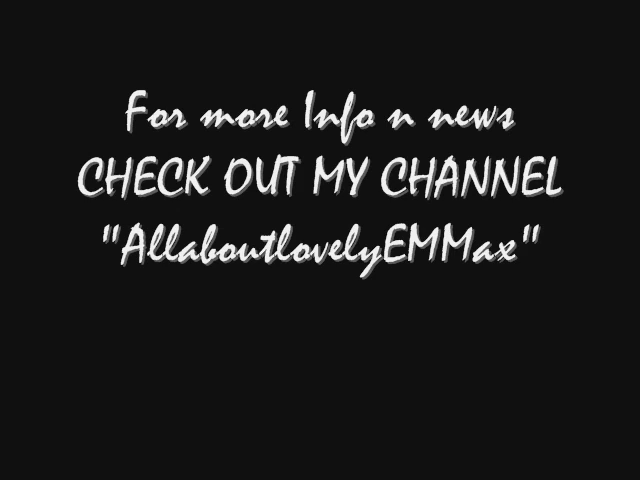 For more Info n news
CHECK OUT MY CHANNEL
"AllaboutlovelyEMMax"